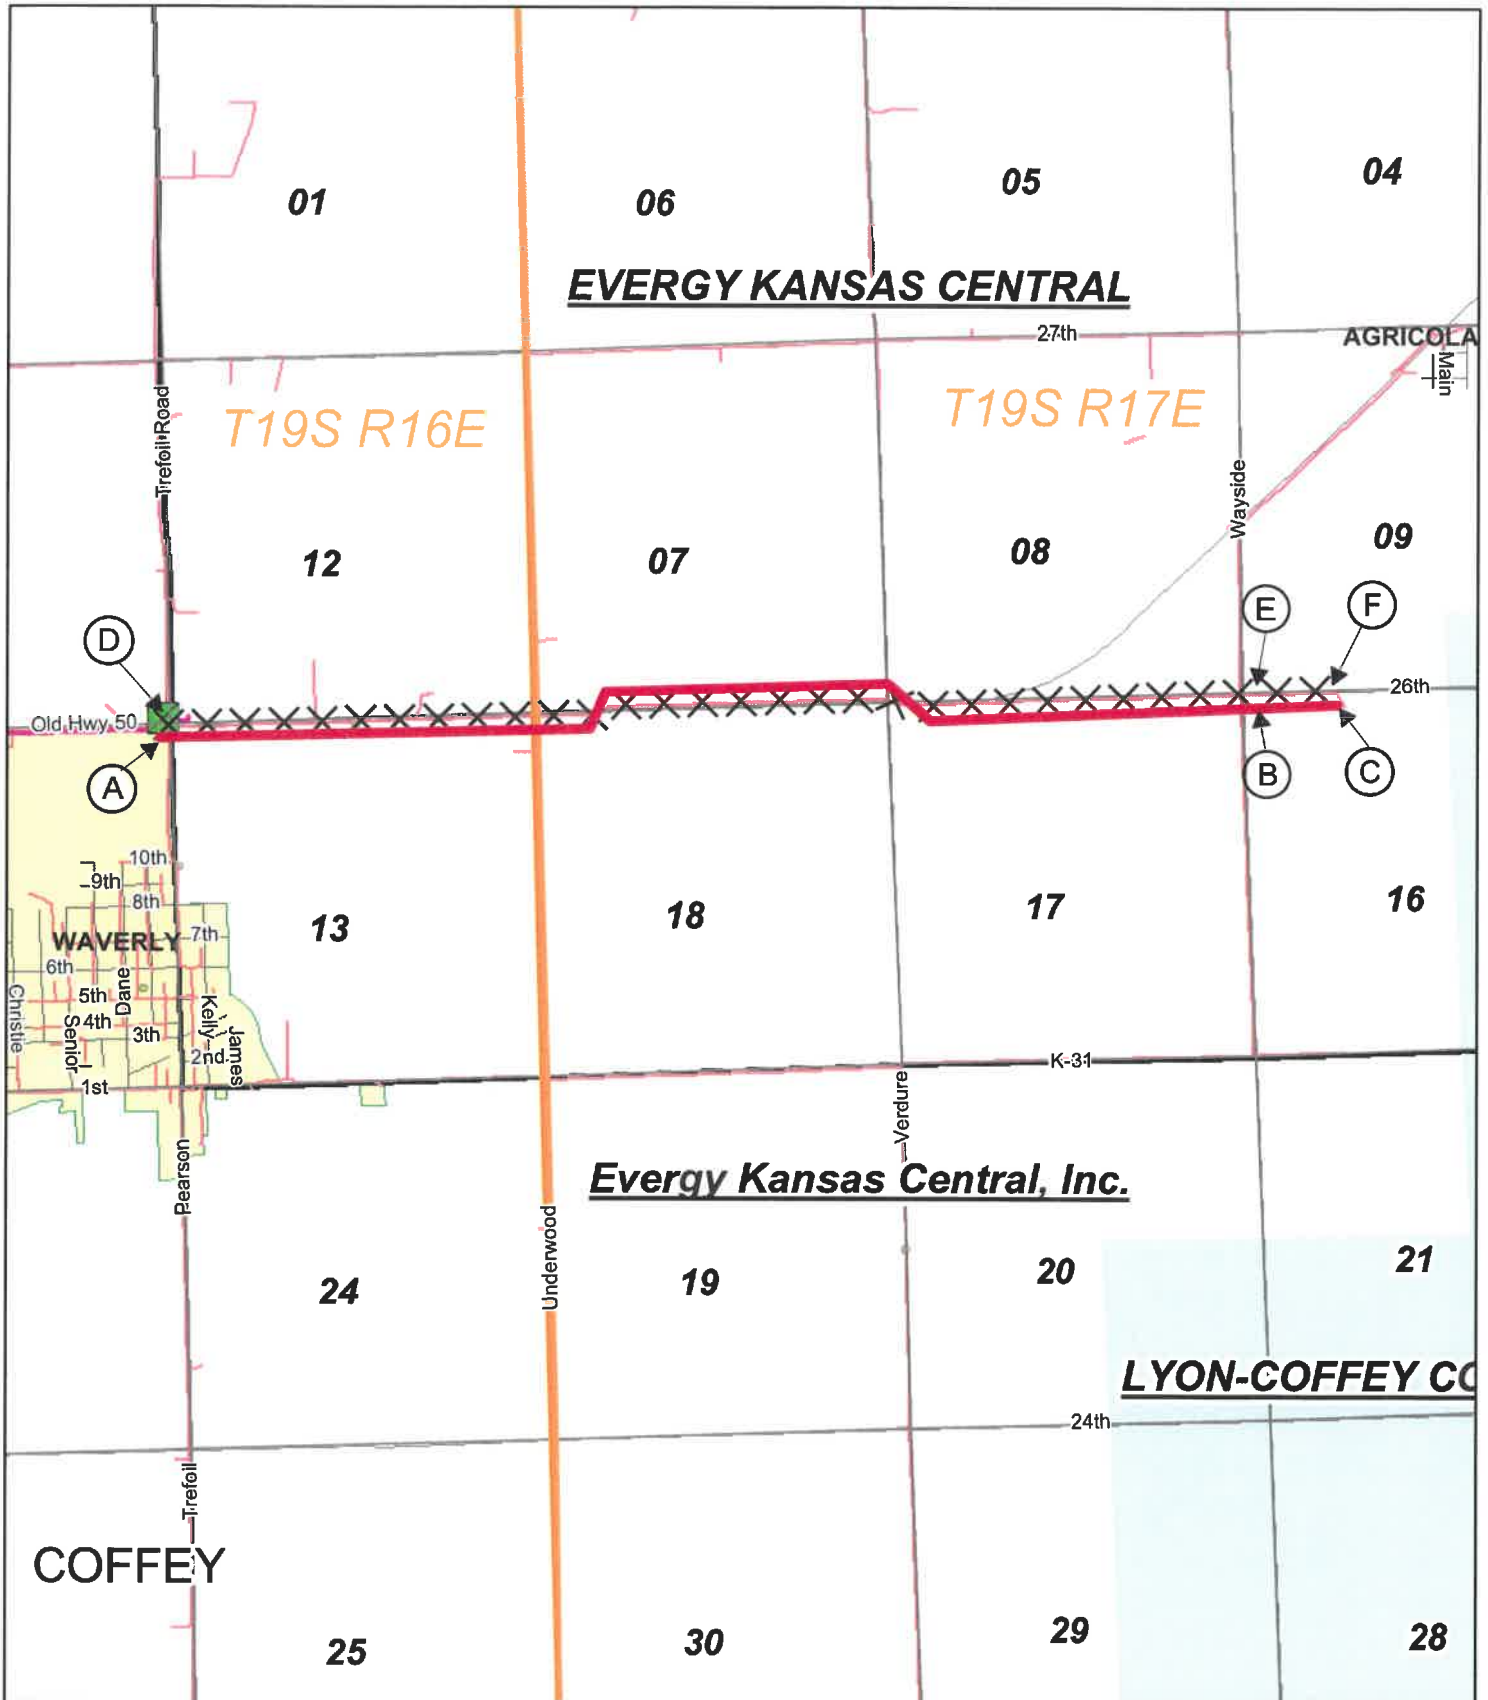 01
06
05
04
EVERGY KANSAS CENTRAL
27th
AGRICOLA
Main
Trefoil Road
T19S R16E
T19S R17E
Wayside
12
07
08
09
D
E
F
Old Hwy 50
26th
A
B
C
10th
9th
8th
WAVERLY
7th
6th
5th
Dane
Christie
Senior
4th
3th
Kelly
James
2nd
1st
13
18
17
16
K-31
Verdure
Pearson
Evergy Kansas Central, Inc.
Underwood
24
19
20
21
LYON-COFFEY CO
24th
Trefoil
COFFEY
25
30
29
28